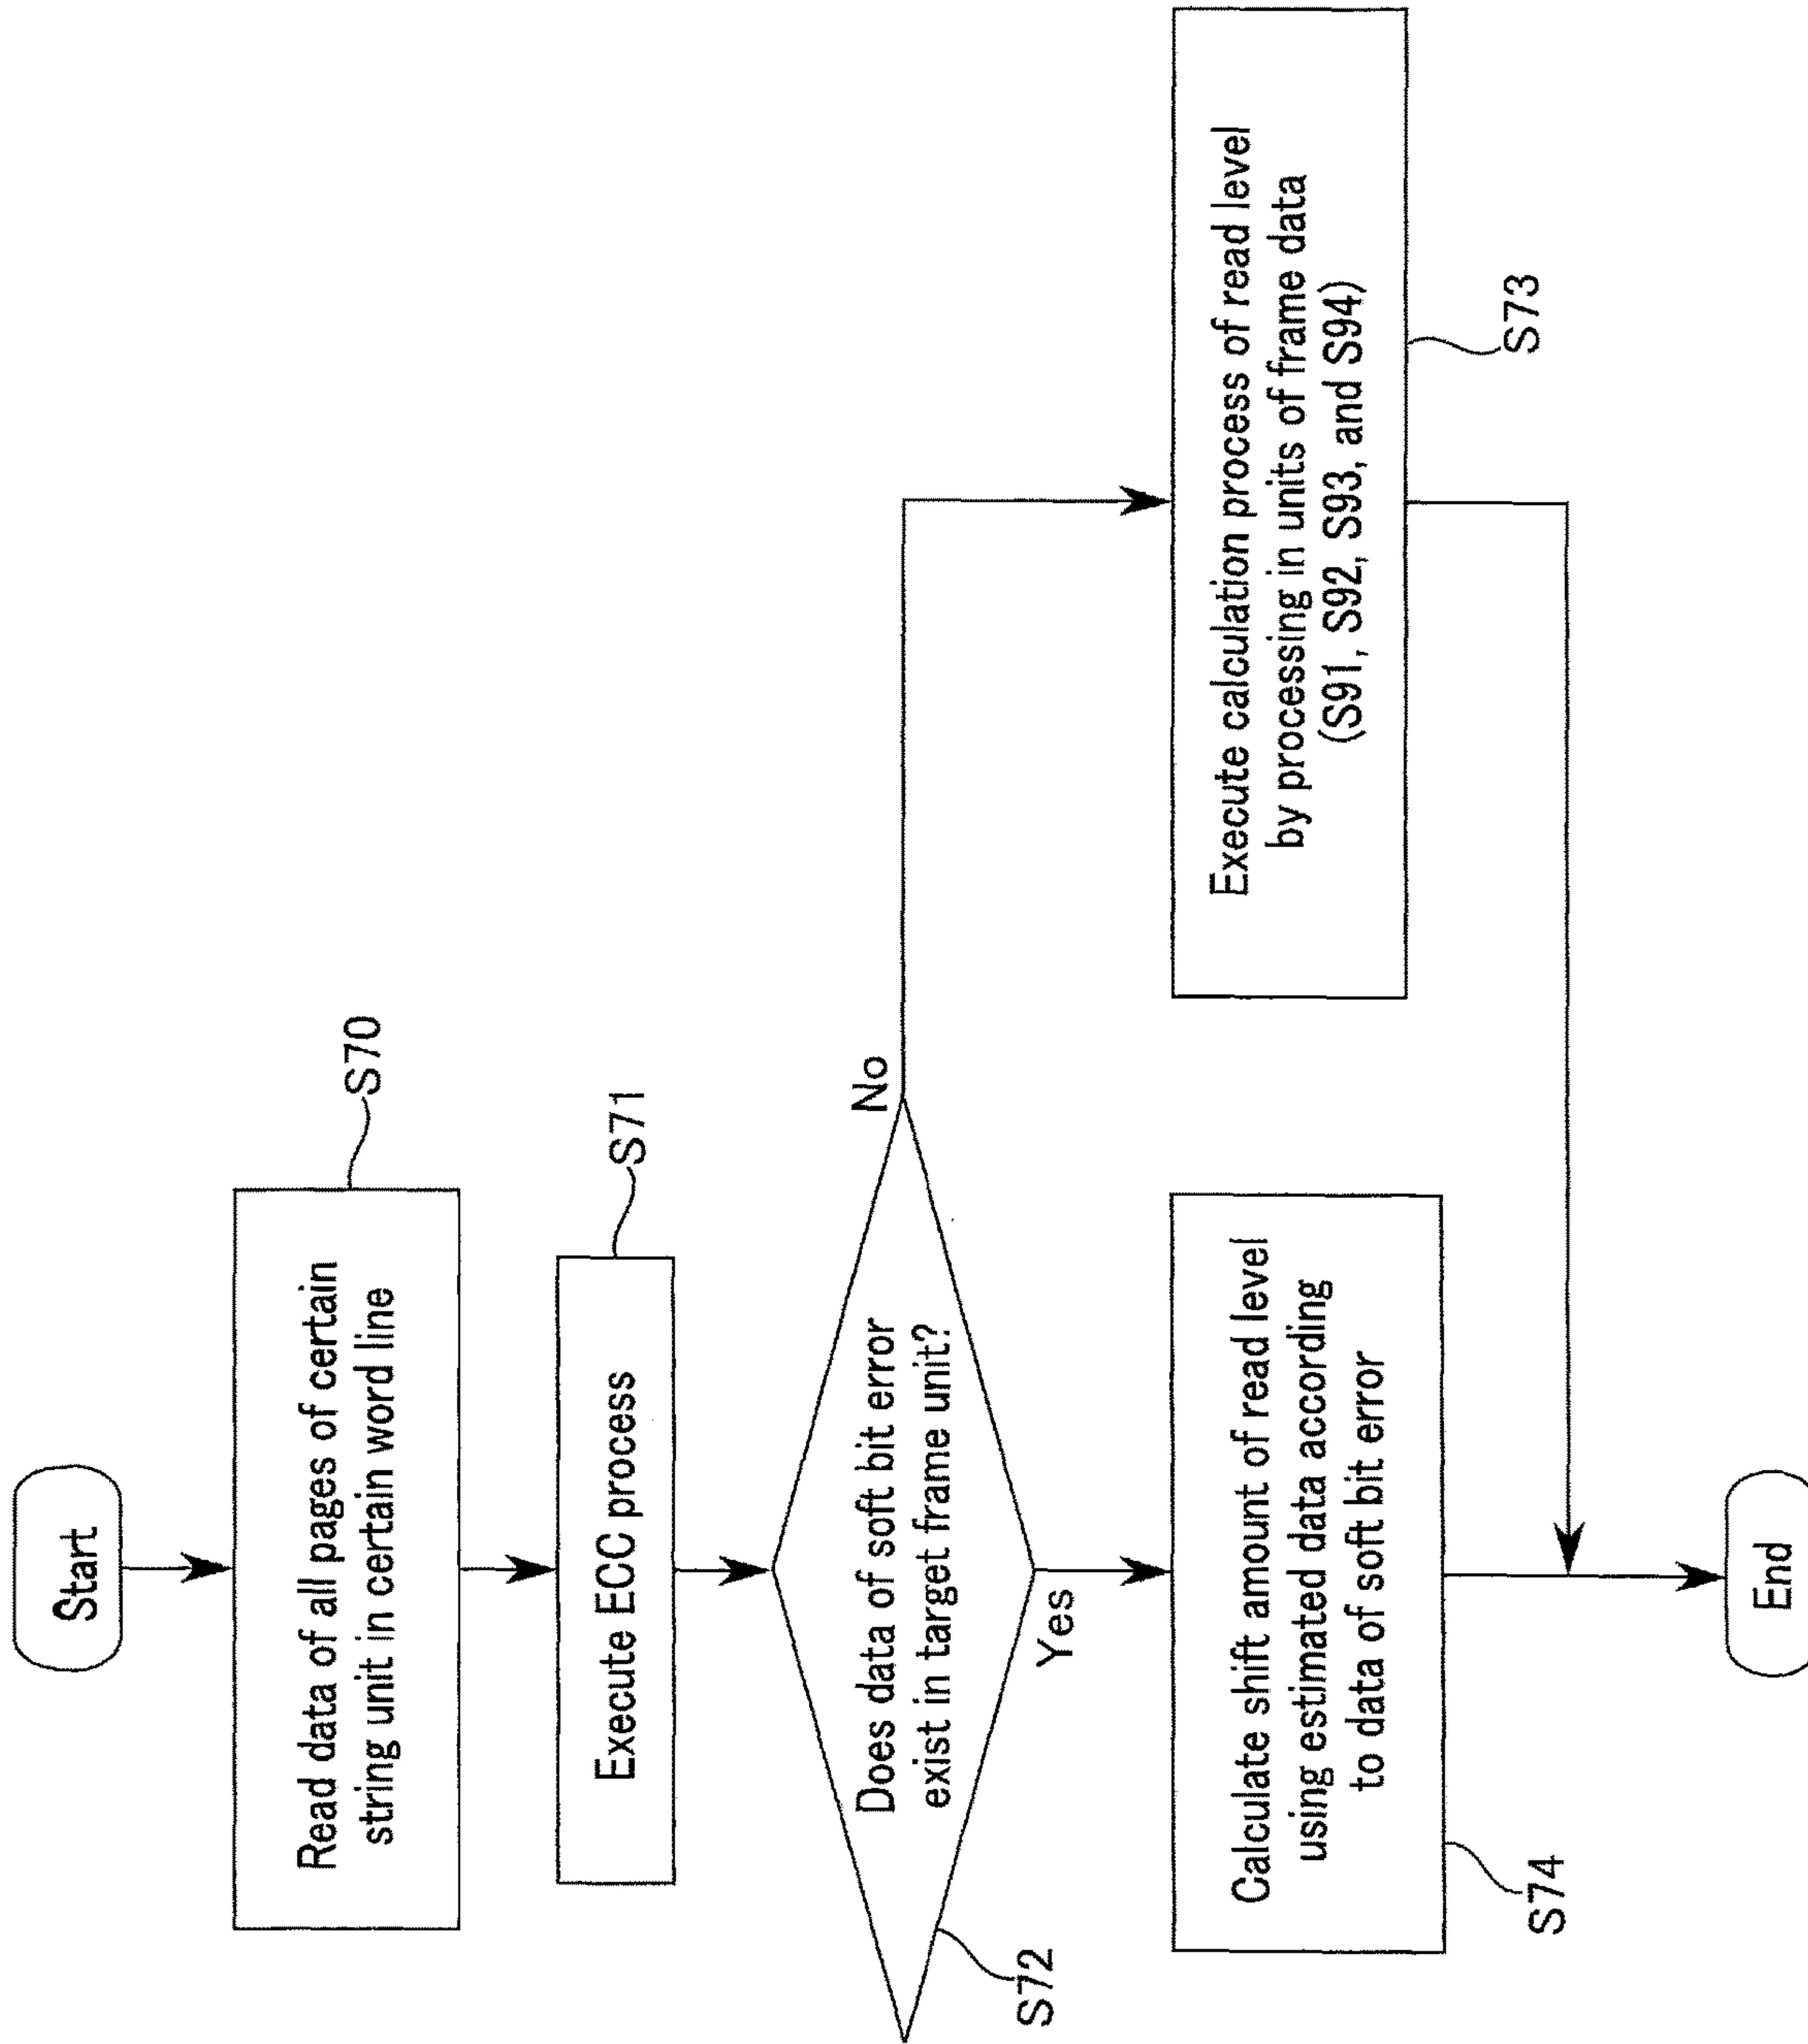 Start
Read data of all pages of certain
string unit in certain word line
S70
Execute ECC process
S71
Does data of soft bit error
exist in target frame unit?
S72
No
Yes
Execute calculation process of read level
by processing in units of frame data
(S91, S92, S93, and S94)
S73
Calculate shift amount of read level
using estimated data according
to data of soft bit error
S74
End